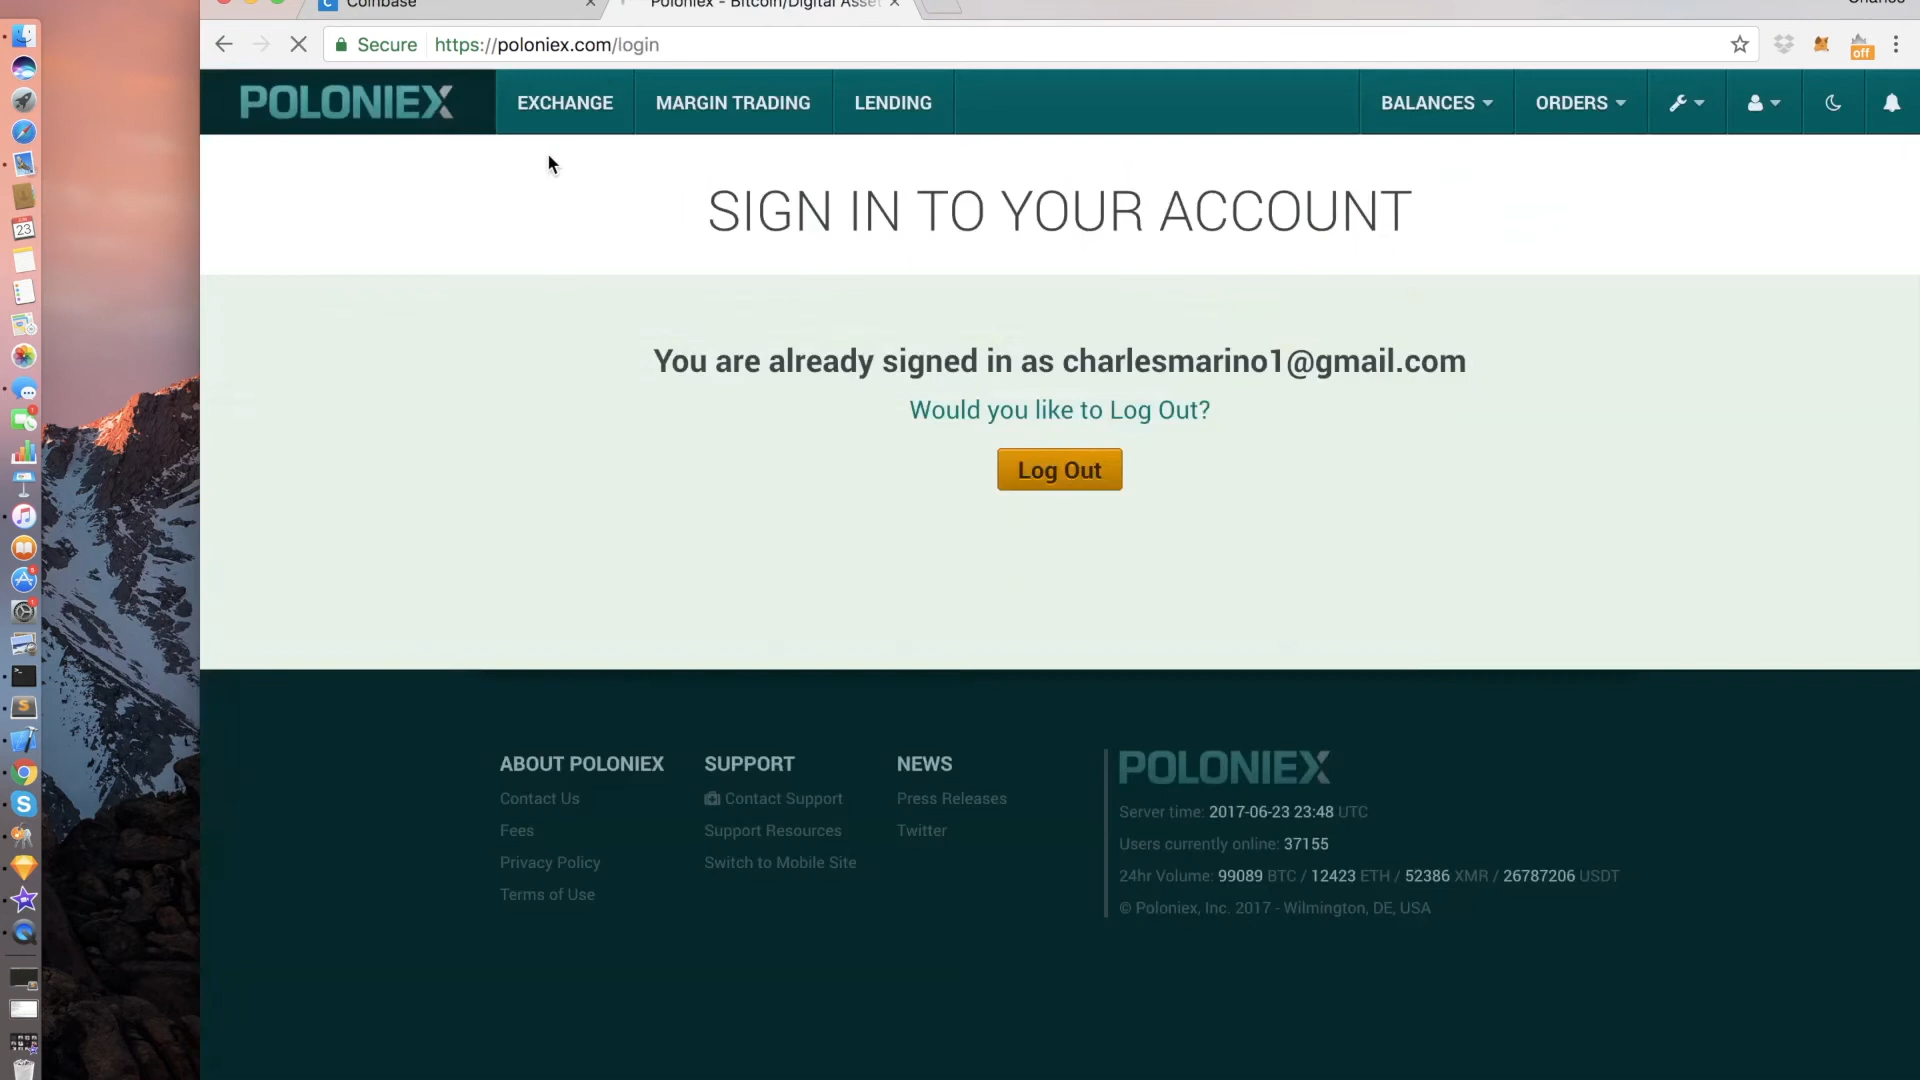 Coinbase
Poloniex - Bitcoin/Digital Asset
Charles
Secure
https://poloniex.com/login
off
POLONIEX
EXCHANGE
MARGIN TRADING
LENDING
BALANCES
ORDERS
SIGN IN TO YOUR ACCOUNT
You are already signed in as charlesmarino1@gmail.com
Would you like to Log Out?
Log Out
ABOUT POLONIEX
Contact Us
Fees
Privacy Policy
Terms of Use
SUPPORT
Contact Support
Support Resources
Switch to Mobile Site
NEWS
Press Releases
Twitter
POLONIEX
Server time: 2017-06-23 23:48 UTC
Users currently online: 37155
24hr Volume: 99089 BTC / 12423 ETH / 52386 XMR / 26787206 USDT
© Poloniex, Inc. 2017 - Wilmington, DE, USA
23